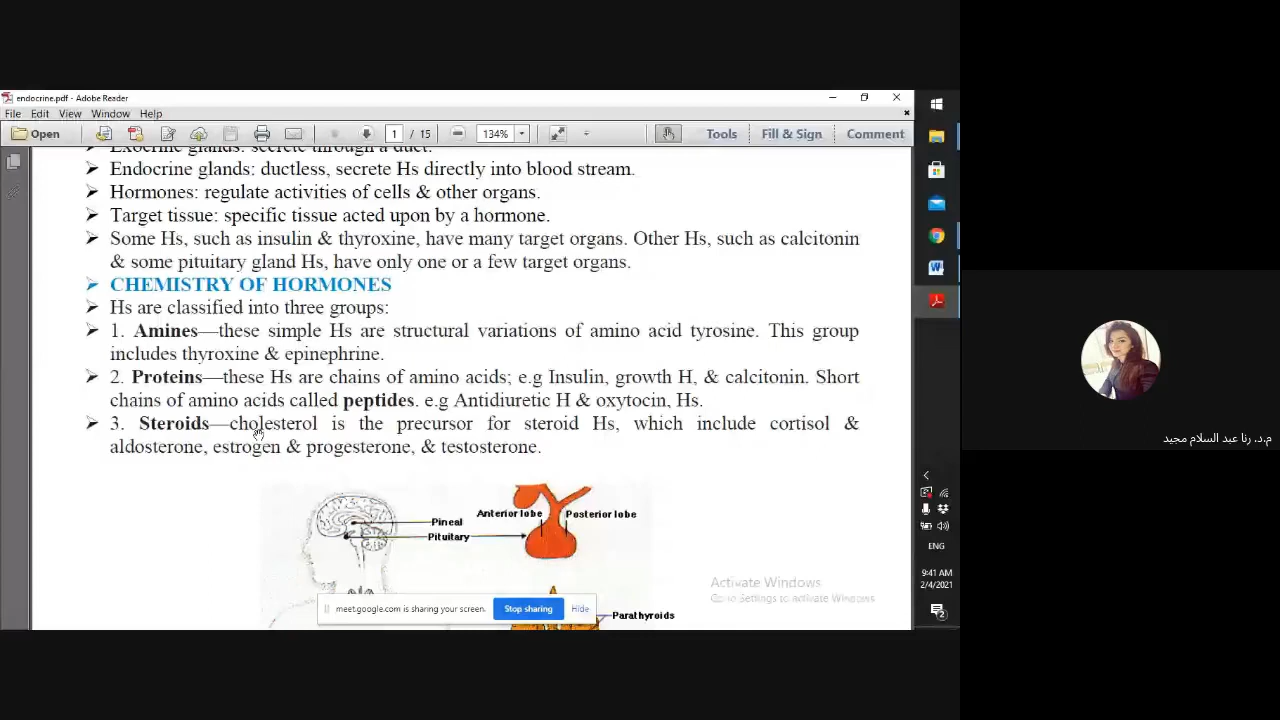 endocrine.pdf - Adobe Reader
File Edit View Window Help
Open 1 / 15 134% Tools Fill & Sign Comment
Exocrine glands: secrete through a duct.
Endocrine glands: ductless, secrete Hs directly into blood stream.
Hormones: regulate activities of cells & other organs.
Target tissue: specific tissue acted upon by a hormone.
Some Hs, such as insulin & thyroxine, have many target organs. Other Hs, such as calcitonin
& some pituitary gland Hs, have only one or a few target organs.
CHEMISTRY OF HORMONES
Hs are classified into three groups:
1. Amines—these simple Hs are structural variations of amino acid tyrosine. This group
includes thyroxine & epinephrine.
2. Proteins—these Hs are chains of amino acids; e.g Insulin, growth H, & calcitonin. Short
chains of amino acids called peptides. e.g Antidiuretic H & oxytocin, Hs.
3. Steroids—cholesterol is the precursor for steroid Hs, which include cortisol &
aldosterone, estrogen & progesterone, & testosterone.
Anterior lobe Posterior lobe
Pineal
Pituitary
Parathyroids
Activate Windows
Go to Settings to activate Windows.
meet.google.com is sharing your screen.
Stop sharing
Hide
ENG
9:41 AM
2/4/2021
2
م.د. رنا عبد السلام مجيد